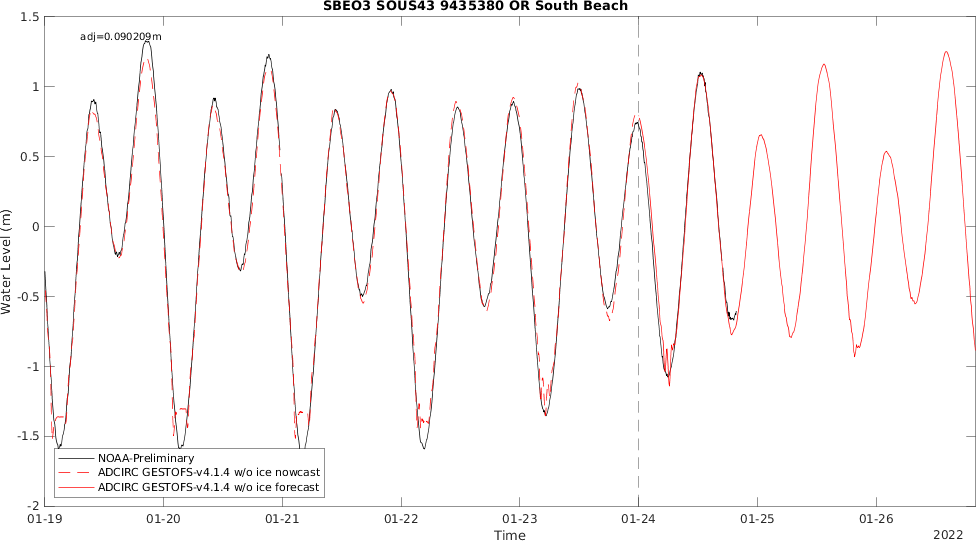 SBEO3 SOUS43 9435380 OR South Beach
adj=0.090209m
1.5
1
0.5
0
-0.5
-1
-1.5
-2
Water Level (m)
NOAA-Preliminary
ADCIRC GESTOFS-v4.1.4 w/o ice nowcast
ADCIRC GESTOFS-v4.1.4 w/o ice forecast
01-19 01-20 01-21 01-22 01-23 01-24 01-25 01-26
Time
2022